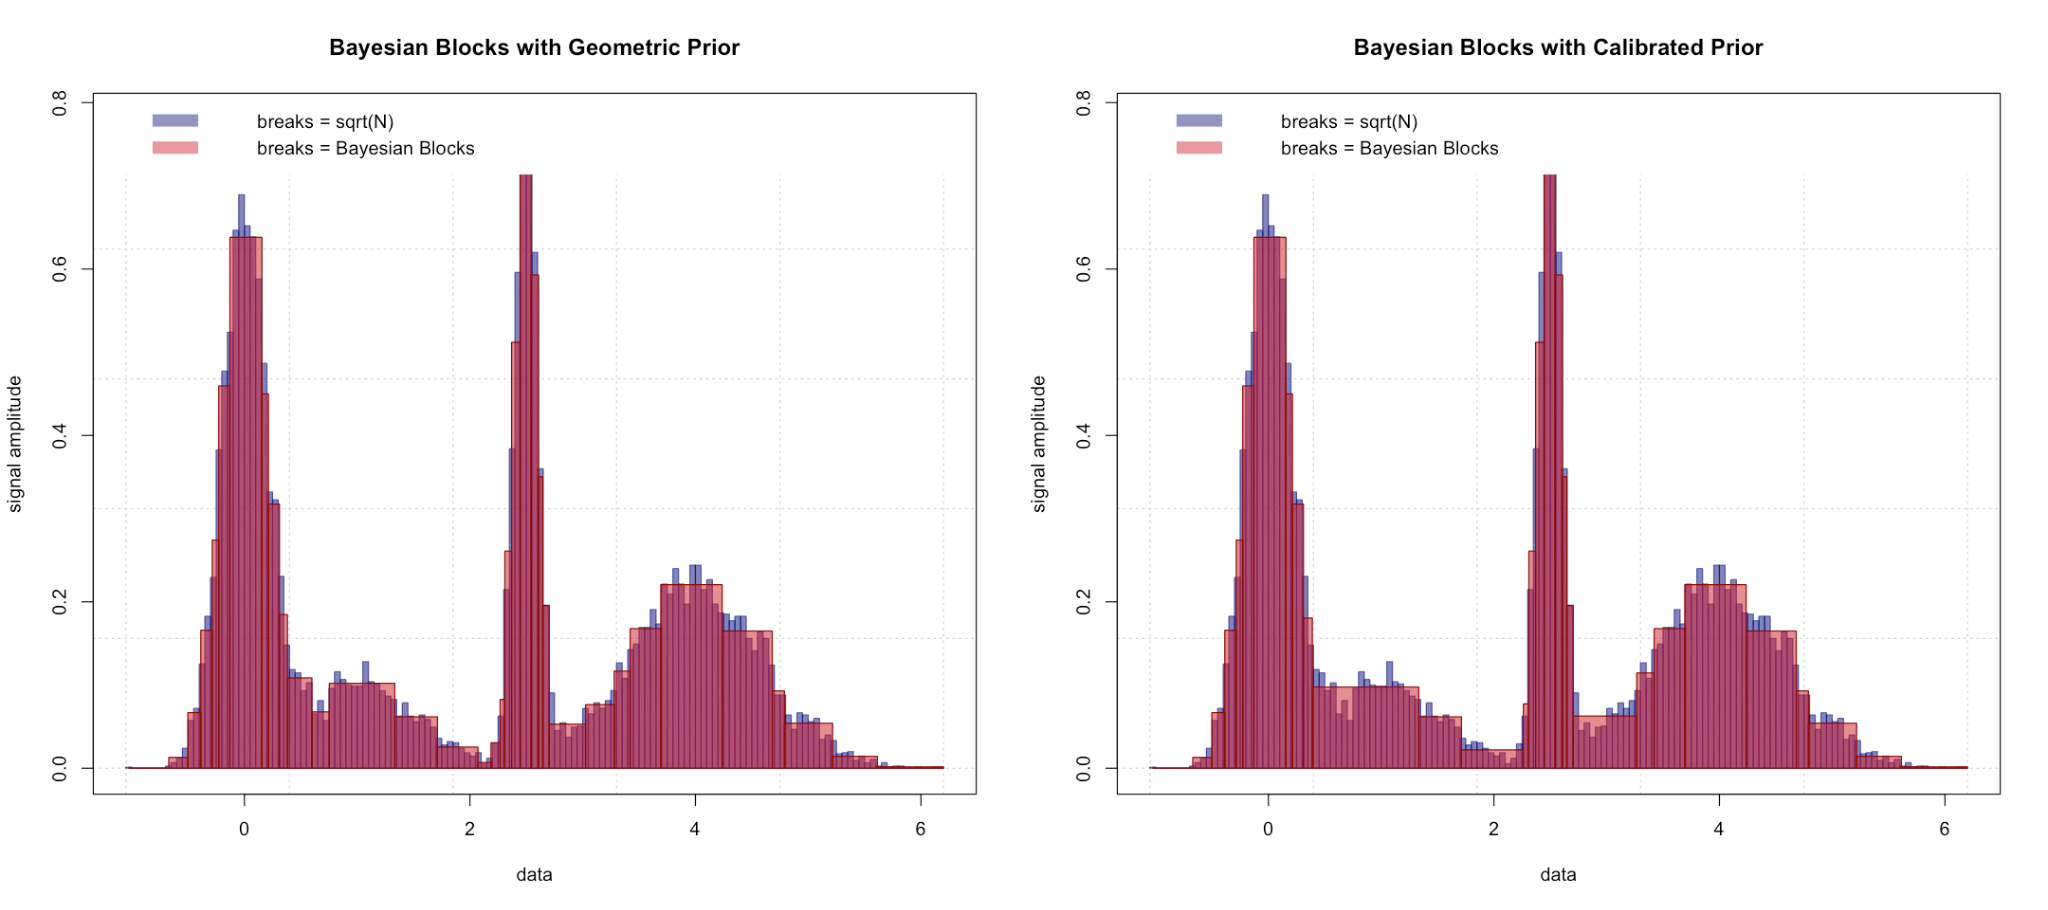 Bayesian Blocks with Geometric Prior
breaks = sqrt(N)
breaks = Bayesian Blocks
signal amplitude
0.8
0.6
0.4
0.2
0.0
0 2 4 6
data
Bayesian Blocks with Calibrated Prior
breaks = sqrt(N)
breaks = Bayesian Blocks
signal amplitude
0.8
0.6
0.4
0.2
0.0
0 2 4 6
data